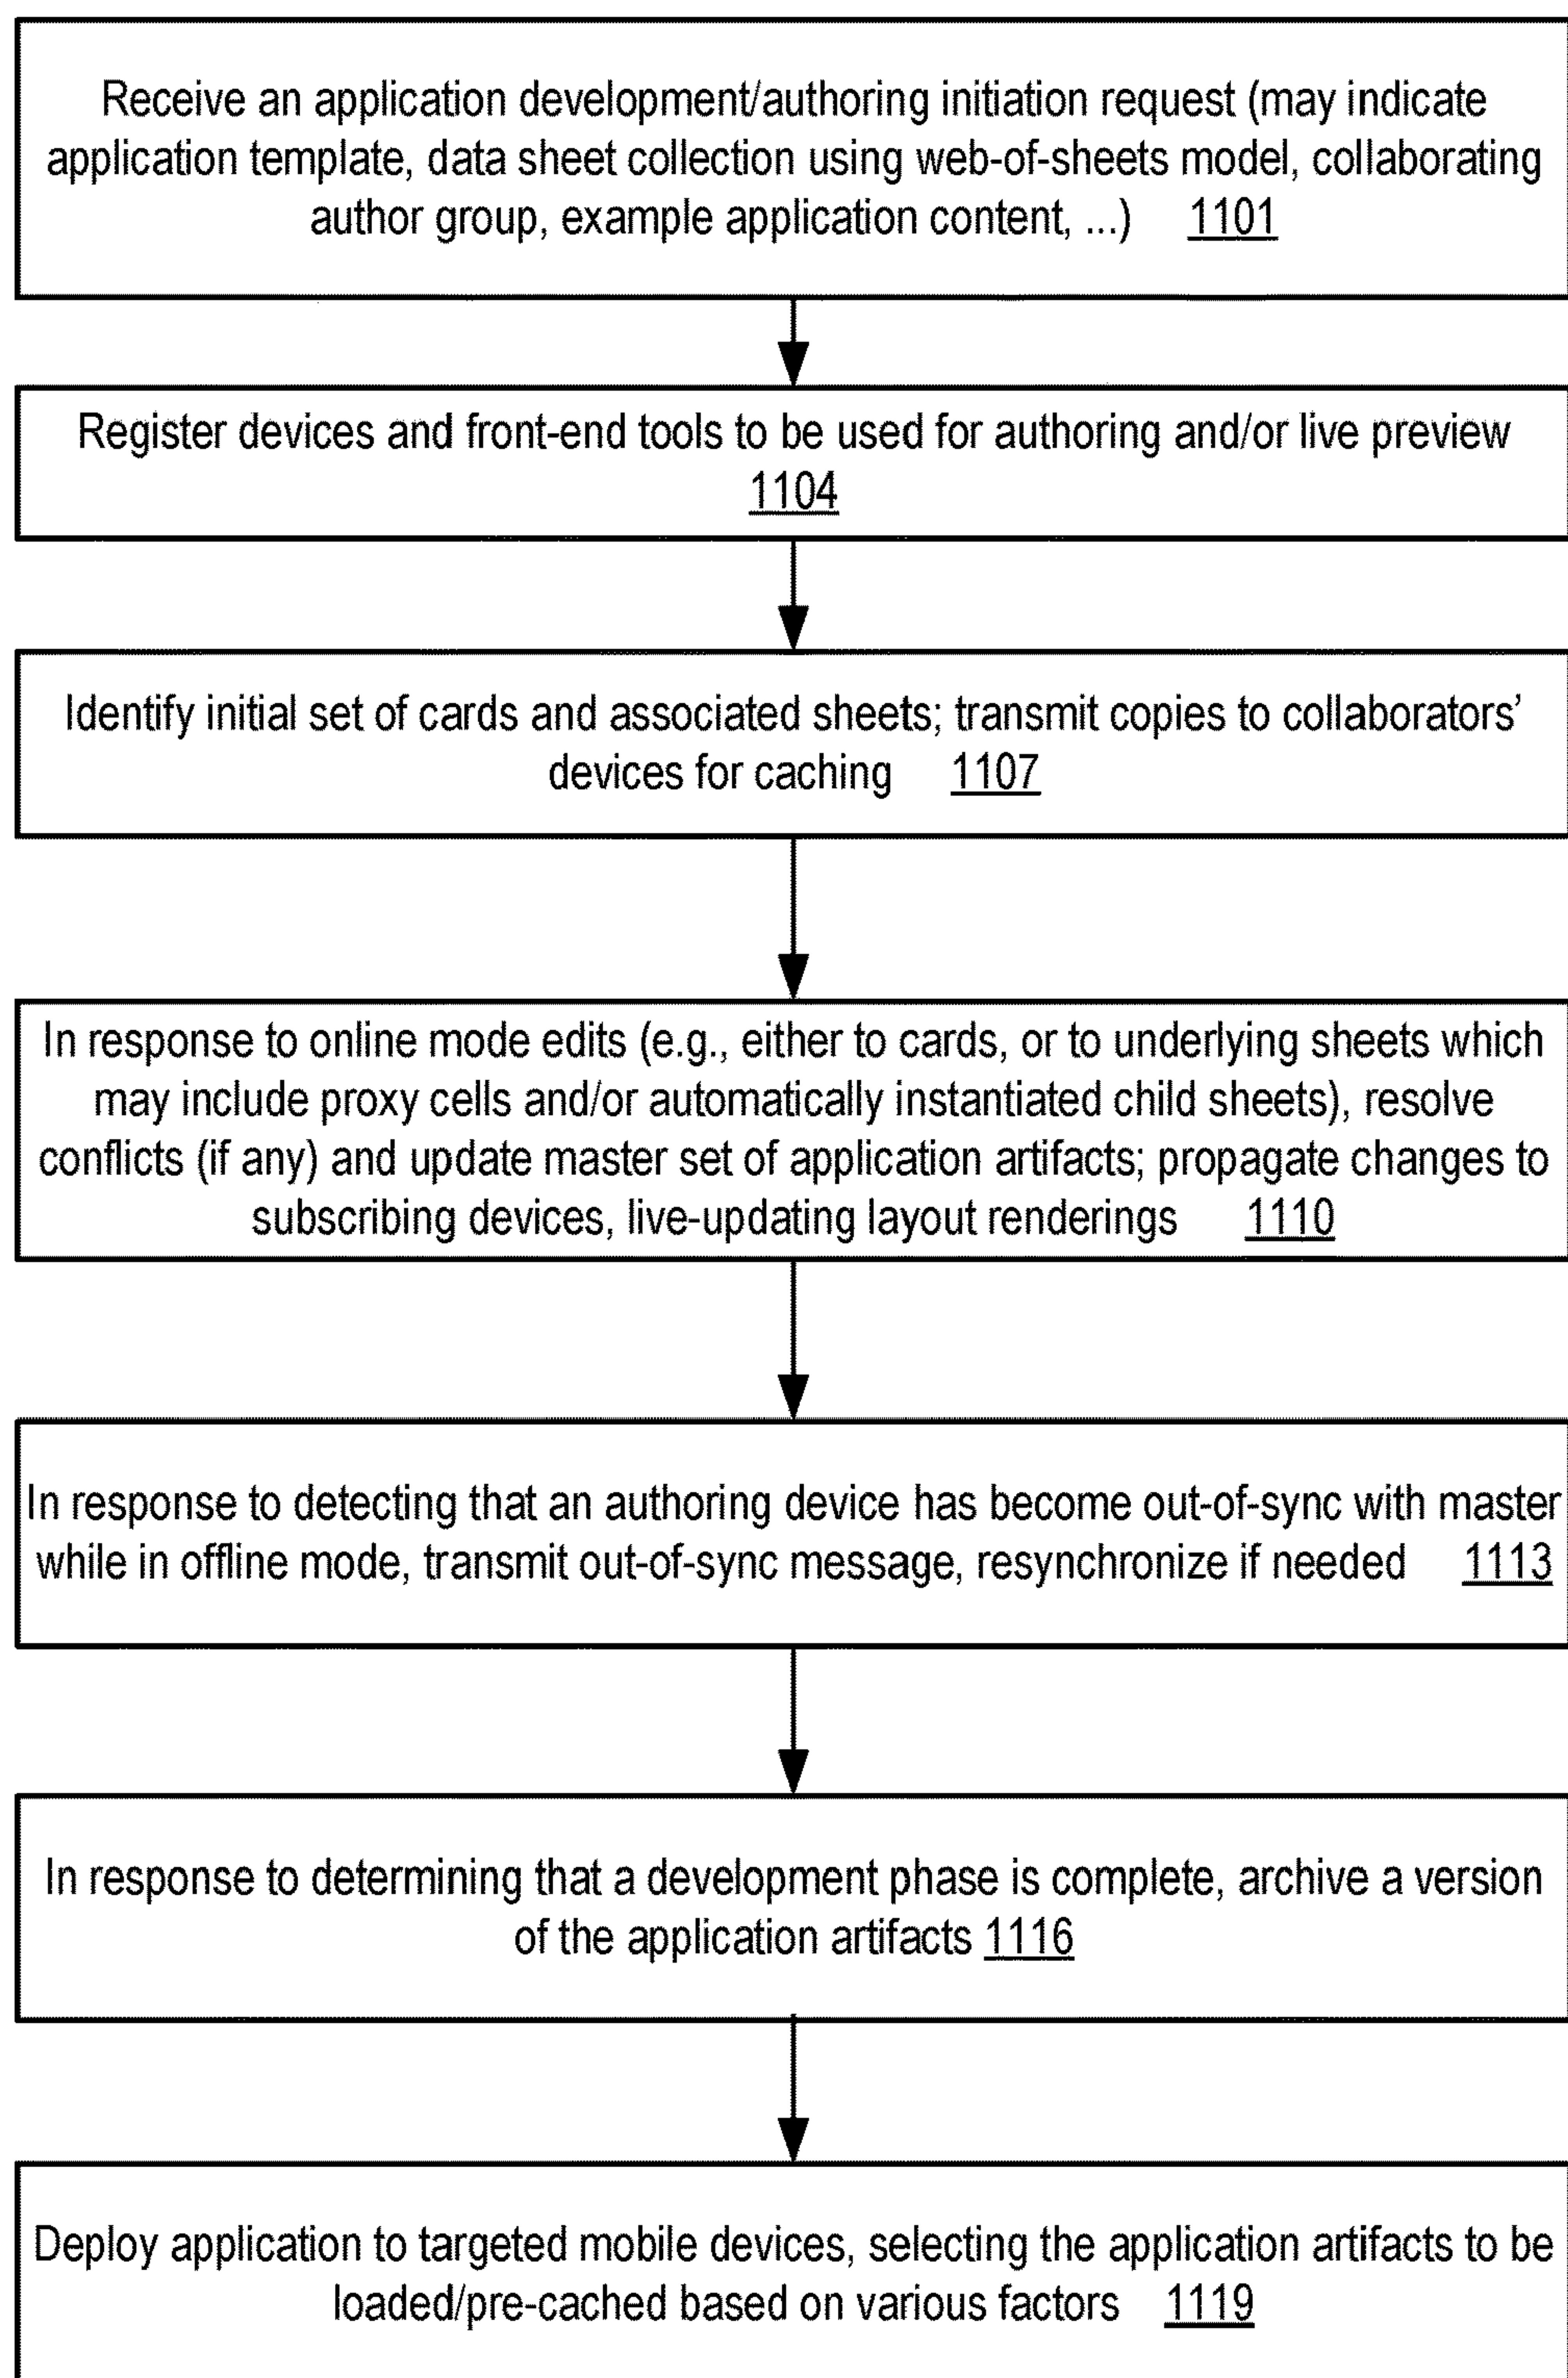 Receive an application development/authoring initiation request (may indicate
application template, data sheet collection using web-of-sheets model, collaborating
author group, example application content, ...) 1101
Register devices and front-end tools to be used for authoring and/or live preview
1104
Identify initial set of cards and associated sheets; transmit copies to collaborators’
devices for caching 1107
In response to online mode edits (e.g., either to cards, or to underlying sheets which
may include proxy cells and/or automatically instantiated child sheets), resolve
conflicts (if any) and update master set of application artifacts; propagate changes to
subscribing devices, live-updating layout renderings 1110
In response to detecting that an authoring device has become out-of-sync with master
while in offline mode, transmit out-of-sync message, resynchronize if needed 1113
In response to determining that a development phase is complete, archive a version
of the application artifacts 1116
Deploy application to targeted mobile devices, selecting the application artifacts to be
loaded/pre-cached based on various factors 1119